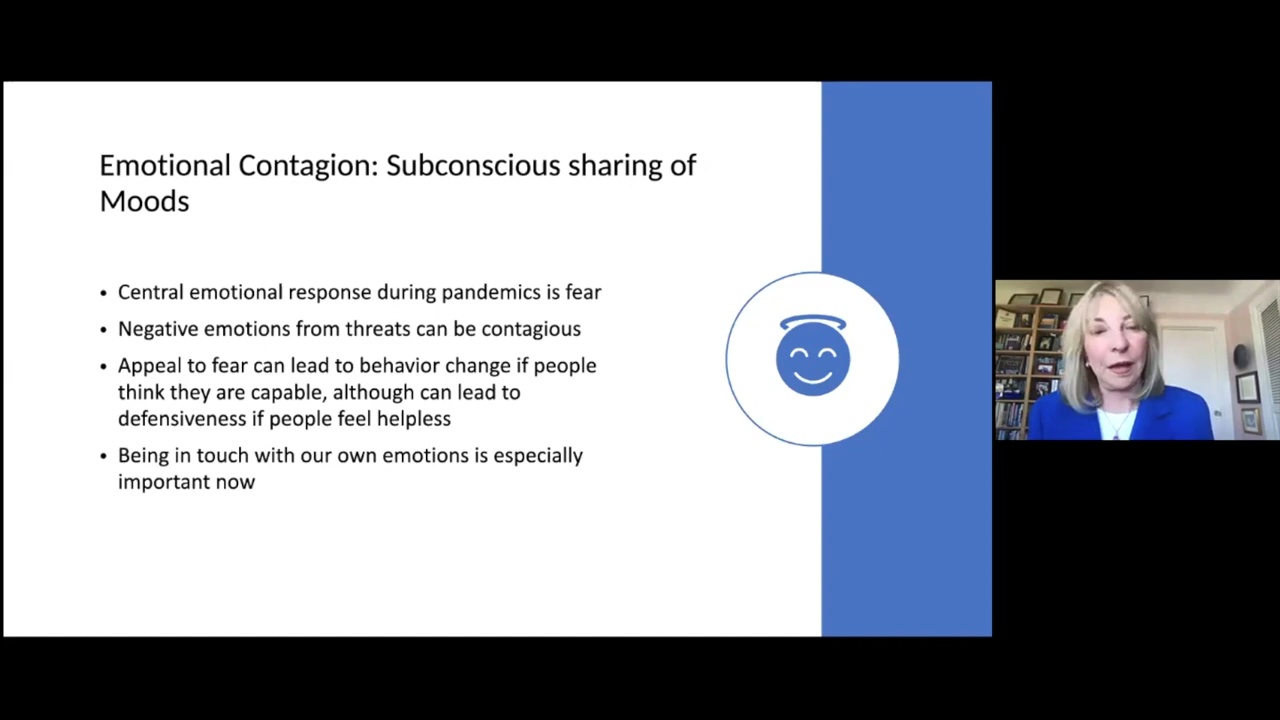 Emotional Contagion: Subconscious sharing of
Moods
• Central emotional response during pandemics is fear
• Negative emotions from threats can be contagious
• Appeal to fear can lead to behavior change if people
think they are capable, although can lead to
defensiveness if people feel helpless
• Being in touch with our own emotions is especially
important now